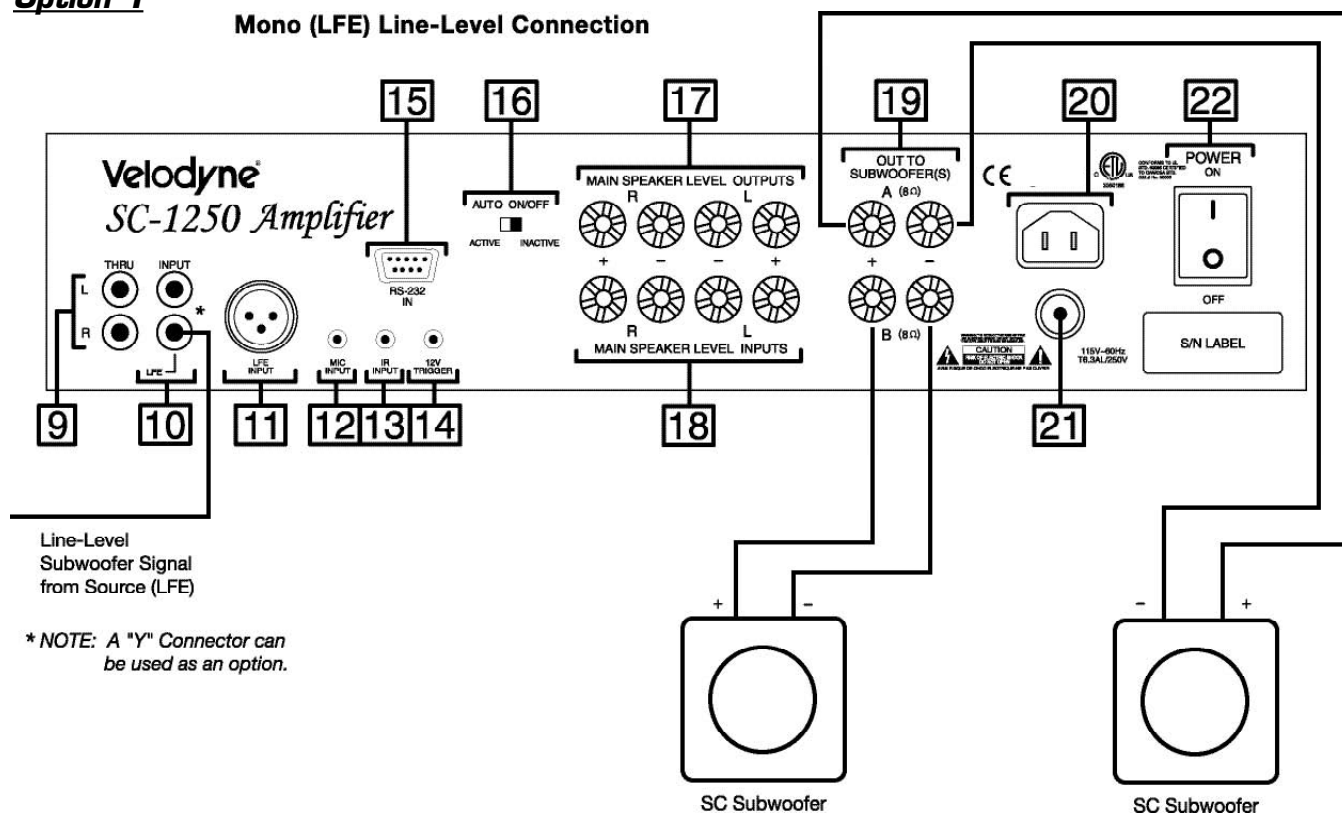 Option 1
Mono (LFE) Line-Level Connection
15
16
17
19
20
22
Velodyne®
SC-1250 Amplifier
AUTO ON/OFF
ACTIVE INACTIVE
RS-232
IN
MAIN SPEAKER LEVEL OUTPUTS
R L
+ − − +
R L
MAIN SPEAKER LEVEL INPUTS
OUT TO
SUBWOOFER(S)
A (8Ω)
+ −
B (8Ω)
CE
POWER
ON
OFF
S/N LABEL
CAUTION
115V~60Hz
T6.3AL/250V
THRU INPUT
L
R
*
LFE
LFE
INPUT
MIC
INPUT
IR
INPUT
12V
TRIGGER
9
10
11
12
13
14
18
21
Line-Level
Subwoofer Signal
from Source (LFE)
* NOTE: A "Y" Connector can
be used as an option.
+ −
SC Subwoofer
− +
SC Subwoofer